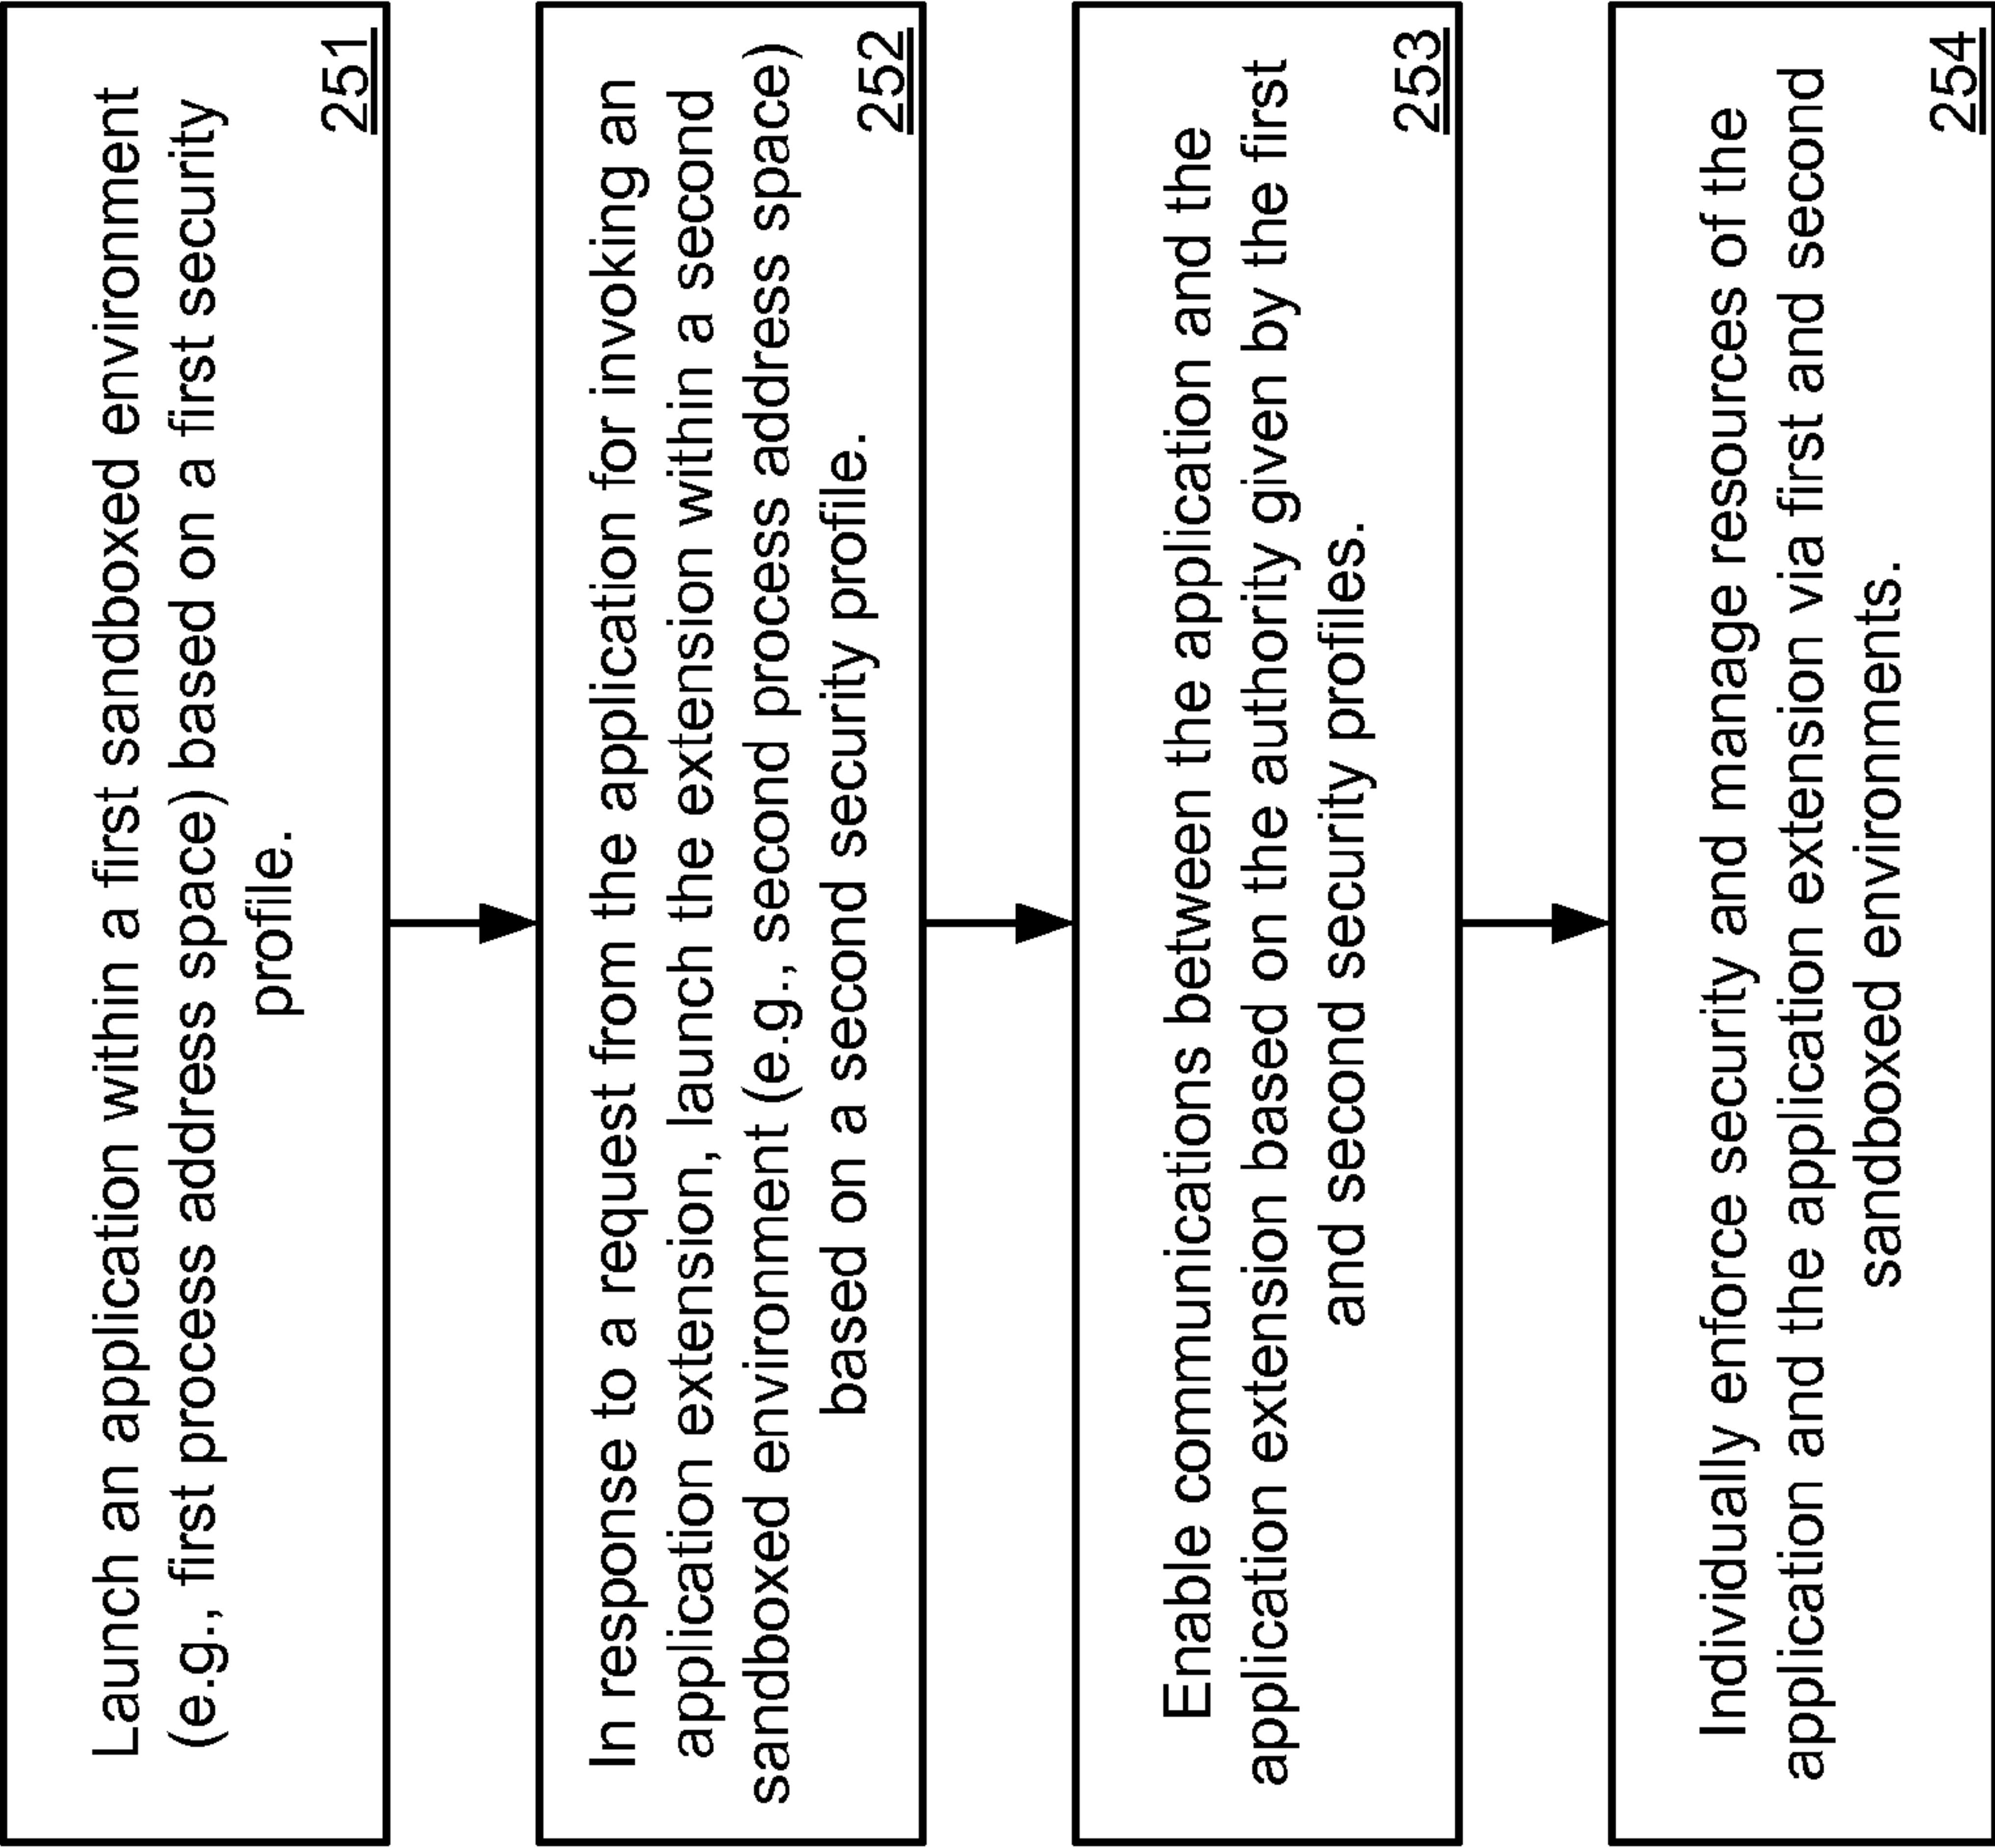 Launch an application within a first sandboxed environment
(e.g., first process address space) based on a first security
profile.
251
In response to a request from the application for invoking an
application extension, launch the extension within a second
sandboxed environment (e.g., second process address space)
based on a second security profile.
252
Enable communications between the application and the
application extension based on the authority given by the first
and second security profiles.
253
Individually enforce security and manage resources of the
application and the application extension via first and second
sandboxed environments.
254